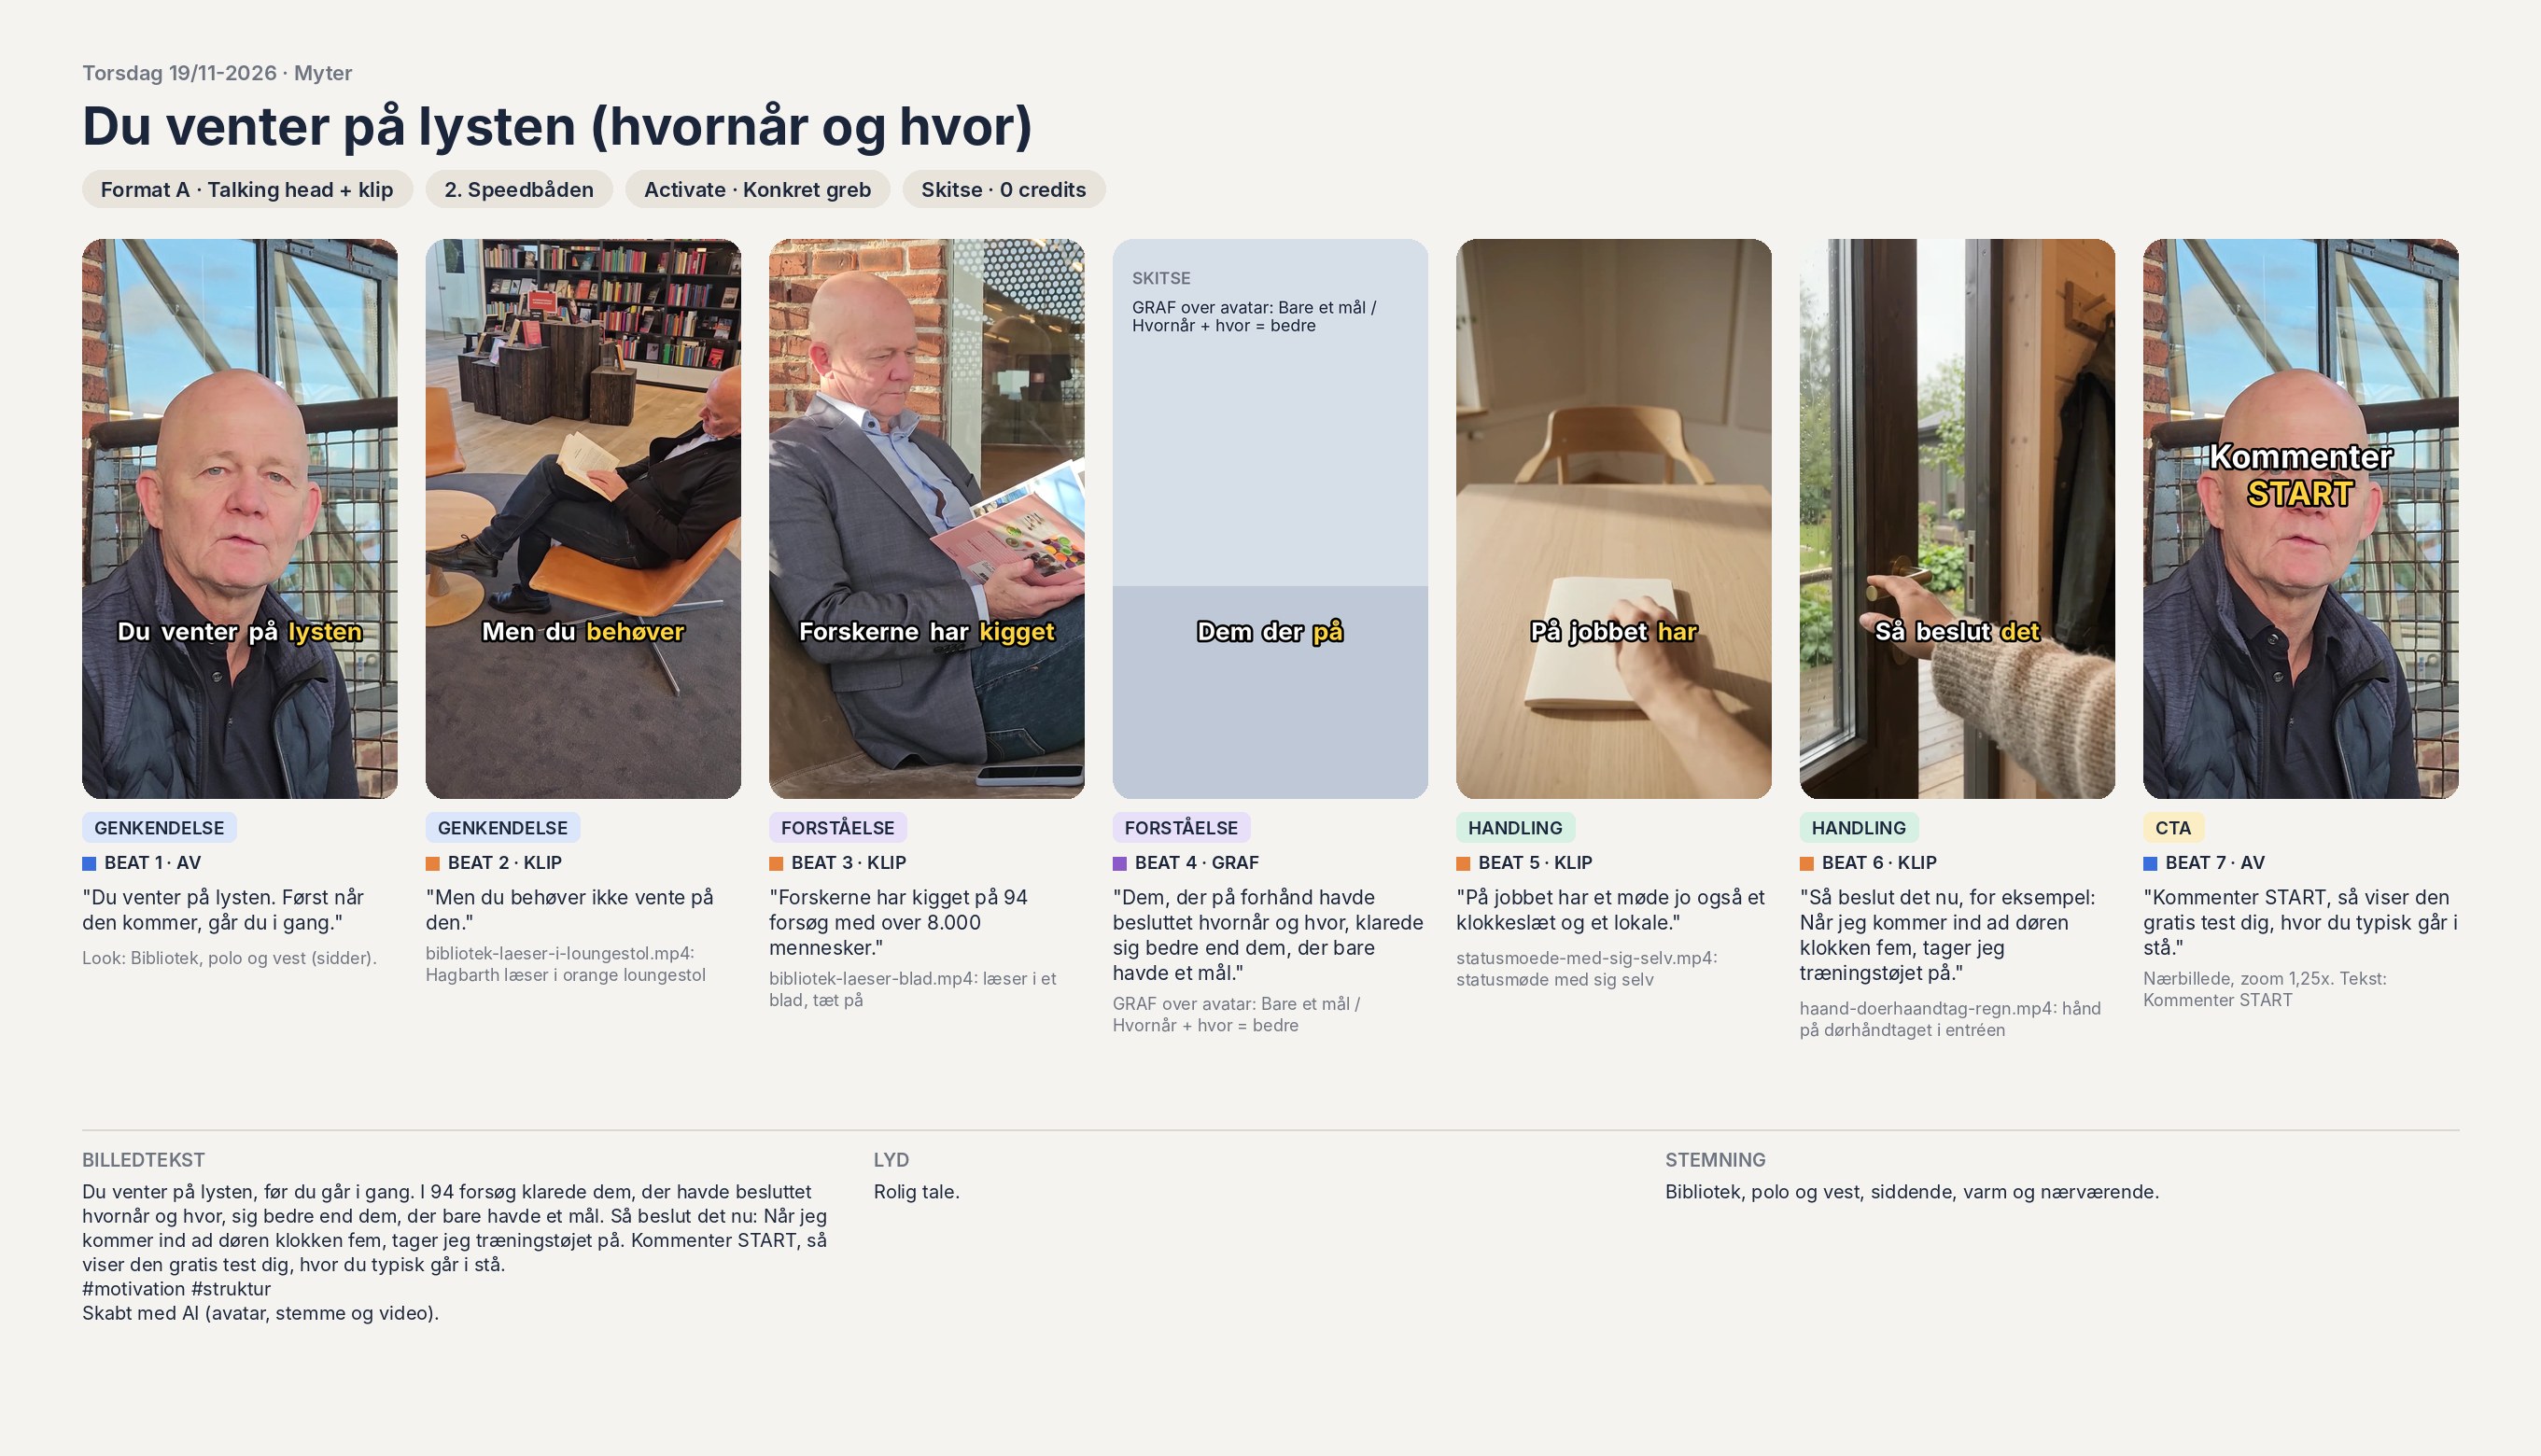 Torsdag 19/11-2026 · Myter
Du venter på lysten (hvornår og hvor)
Format A · Talking head + klip
2. Speedbåden
Activate · Konkret greb
Skitse · 0 credits
Du venter på lysten
Men du behøver
Forskerne har kigget
SKITSE
GRAF over avatar: Bare et mål /
Hvornår + hvor = bedre
Dem der på
På jobbet har
Så beslut det
Kommenter
START
GENKENDELSE
BEAT 1 · AV
"Du venter på lysten. Først når
den kommer, går du i gang."
Look: Bibliotek, polo og vest (sidder).
GENKENDELSE
BEAT 2 · KLIP
"Men du behøver ikke vente på
den."
bibliotek-laeser-i-loungestol.mp4:
Hagbarth læser i orange loungestol
FORSTÅELSE
BEAT 3 · KLIP
"Forskerne har kigget på 94
forsøg med over 8.000
mennesker."
bibliotek-laeser-blad.mp4: læser i et
blad, tæt på
FORSTÅELSE
BEAT 4 · GRAF
"Dem, der på forhånd havde
besluttet hvornår og hvor, klarede
sig bedre end dem, der bare
havde et mål."
GRAF over avatar: Bare et mål /
Hvornår + hvor = bedre
HANDLING
BEAT 5 · KLIP
"På jobbet har et møde jo også et
klokkeslæt og et lokale."
statusmoede-med-sig-selv.mp4:
statusmøde med sig selv
HANDLING
BEAT 6 · KLIP
"Så beslut det nu, for eksempel:
Når jeg kommer ind ad døren
klokken fem, tager jeg
træningstøjet på."
haand-doerhaandtag-regn.mp4: hånd
på dørhåndtaget i entréen
CTA
BEAT 7 · AV
"Kommenter START, så viser den
gratis test dig, hvor du typisk går i
stå."
Nærbillede, zoom 1,25x. Tekst:
Kommenter START
BILLEDTEKST
Du venter på lysten, før du går i gang. I 94 forsøg klarede dem, der havde besluttet
hvornår og hvor, sig bedre end dem, der bare havde et mål. Så beslut det nu: Når jeg
kommer ind ad døren klokken fem, tager jeg træningstøjet på. Kommenter START, så
viser den gratis test dig, hvor du typisk går i stå.
#motivation #struktur
Skabt med AI (avatar, stemme og video).
LYD
Rolig tale.
STEMNING
Bibliotek, polo og vest, siddende, varm og nærværende.